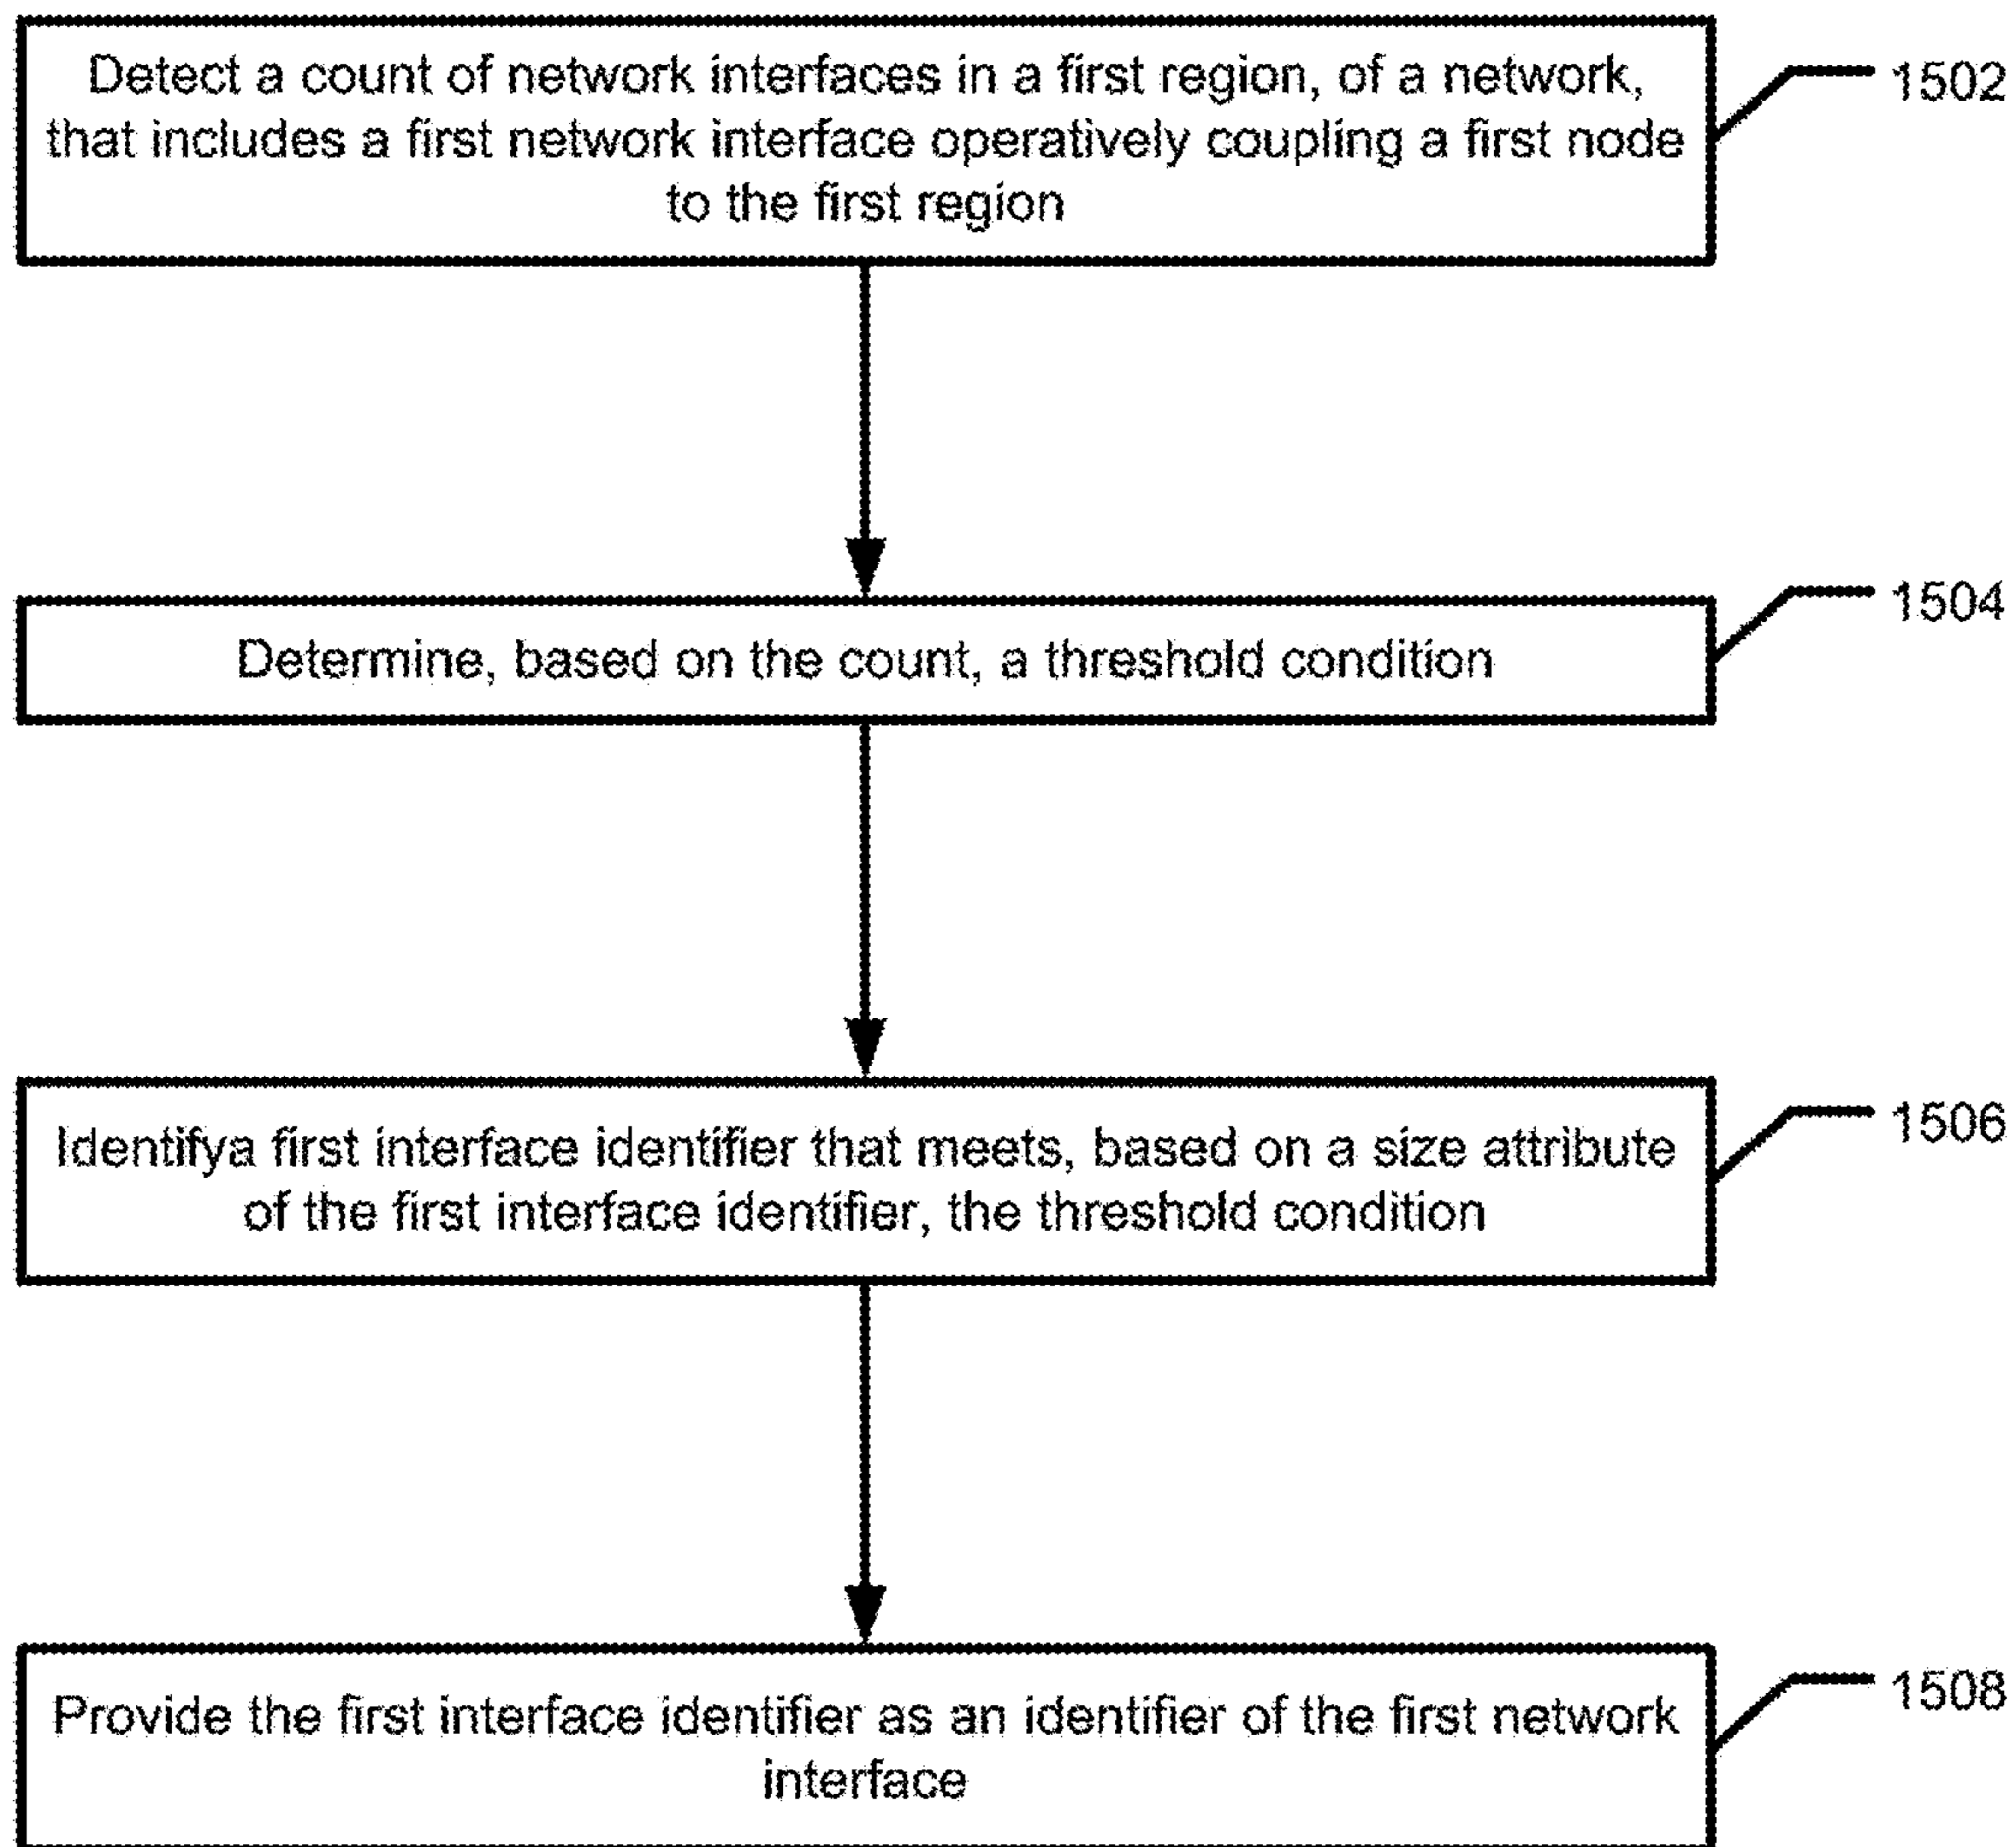 Detect a count of network interfaces in a first region, of a network,
that includes a first network interface operatively coupling a first node
to the first region
1502
Determine, based on the count, a threshold condition
1504
Identifya first interface identifier that meets, based on a size attribute
of the first interface identifier, the threshold condition
1506
Provide the first interface identifier as an identifier of the first network
interface
1508